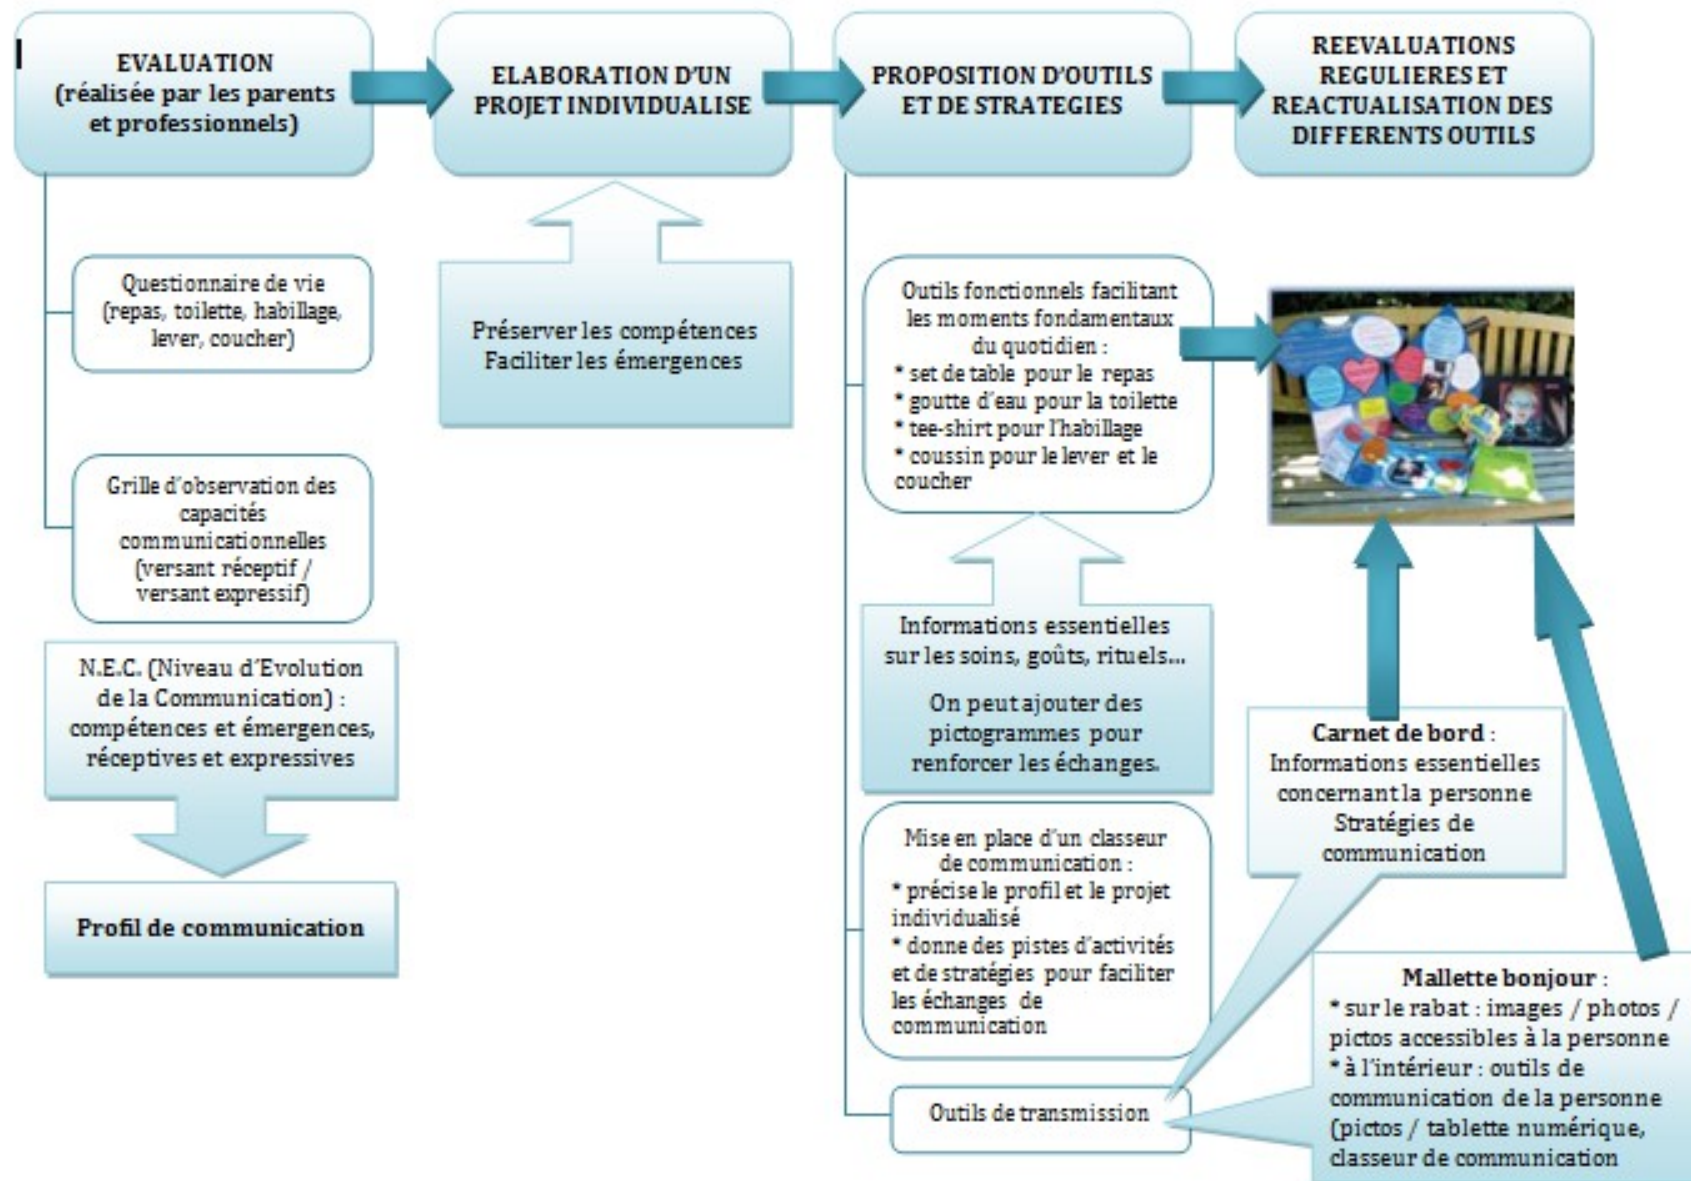 EVALUATION
(réalisée par les parents
et professionnels)
ELABORATION D'UN
PROJET INDIVIDUALISE
PROPOSITION D'OUTILS
ET DE STRATEGIES
REEVALUATIONS
REGULIERES ET
REACTUALISATION DES
DIFFERENTS OUTILS
Questionnaire de vie
(repas, toilette, habillage,
lever, coucher)
Grille d'observation des
capacités
communicationnelles
(versant réceptif /
versant expressif)
N.E.C. (Niveau d'Evolution
de la Communication) :
compétences et émergences,
réceptives et expressives
Profil de communication
Préserver les compétences
Faciliter les émergences
Outils fonctionnels facilitant
les moments fondamentaux
du quotidien :
* set de table pour le repas
* goutte d'eau pour la toilette
* tee-shirt pour l'habillage
* coussin pour le lever et le
coucher
Informations essentielles
sur les soins, goûts, rituels...
On peut ajouter des
pictogrammes pour
renforcer les échanges.
Mise en place d'un classeur
de communication :
* précise le profil et le projet
individualisé
* donne des pistes d'activités
et de stratégies pour faciliter
les échanges de
communication
Outils de transmission
Carnet de bord :
Informations essentielles
concernant la personne
Stratégies de
communication
Mallette bonjour :
* sur le rabat : images / photos /
pictos accessibles à la personne
* à l'intérieur : outils de
communication de la personne
(pictos / tablette numérique,
classeur de communication